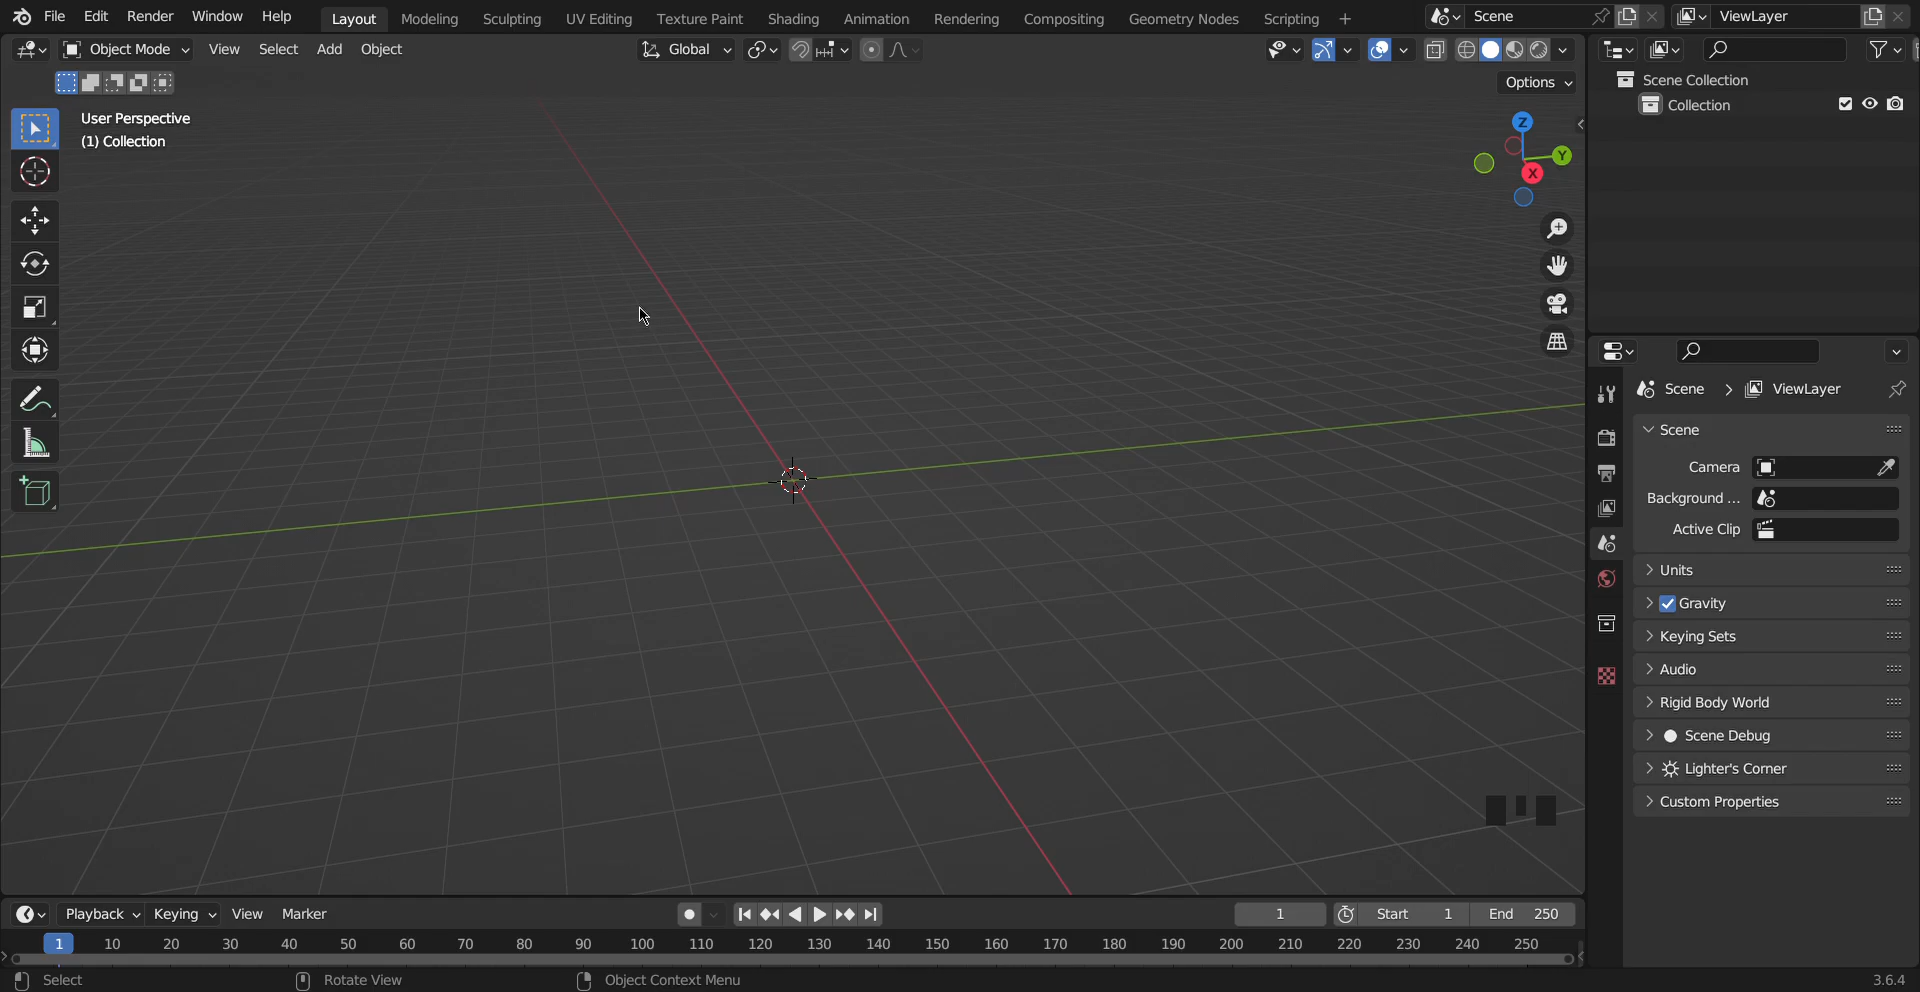 File Edit Render Window Help Layout Modeling Sculpting UV Editing Texture Paint Shading Animation Rendering Compositing Geometry Nodes Scripting + Scene ViewLayer
Object Mode View Select Add Object Global
Options
User Perspective
(1) Collection
Z
Y
X
Scene Collection
Collection
Scene > ViewLayer
Scene
Camera
Background ...
Active Clip
Units
Gravity
Keying Sets
Audio
Rigid Body World
Scene Debug
Lighter's Corner
Custom Properties
Playback Keying View Marker 1 Start 1 End 250
1 10 20 30 40 50 60 70 80 90 100 110 120 130 140 150 160 170 180 190 200 210 220 230 240 250
Select Rotate View Object Context Menu 3.6.4